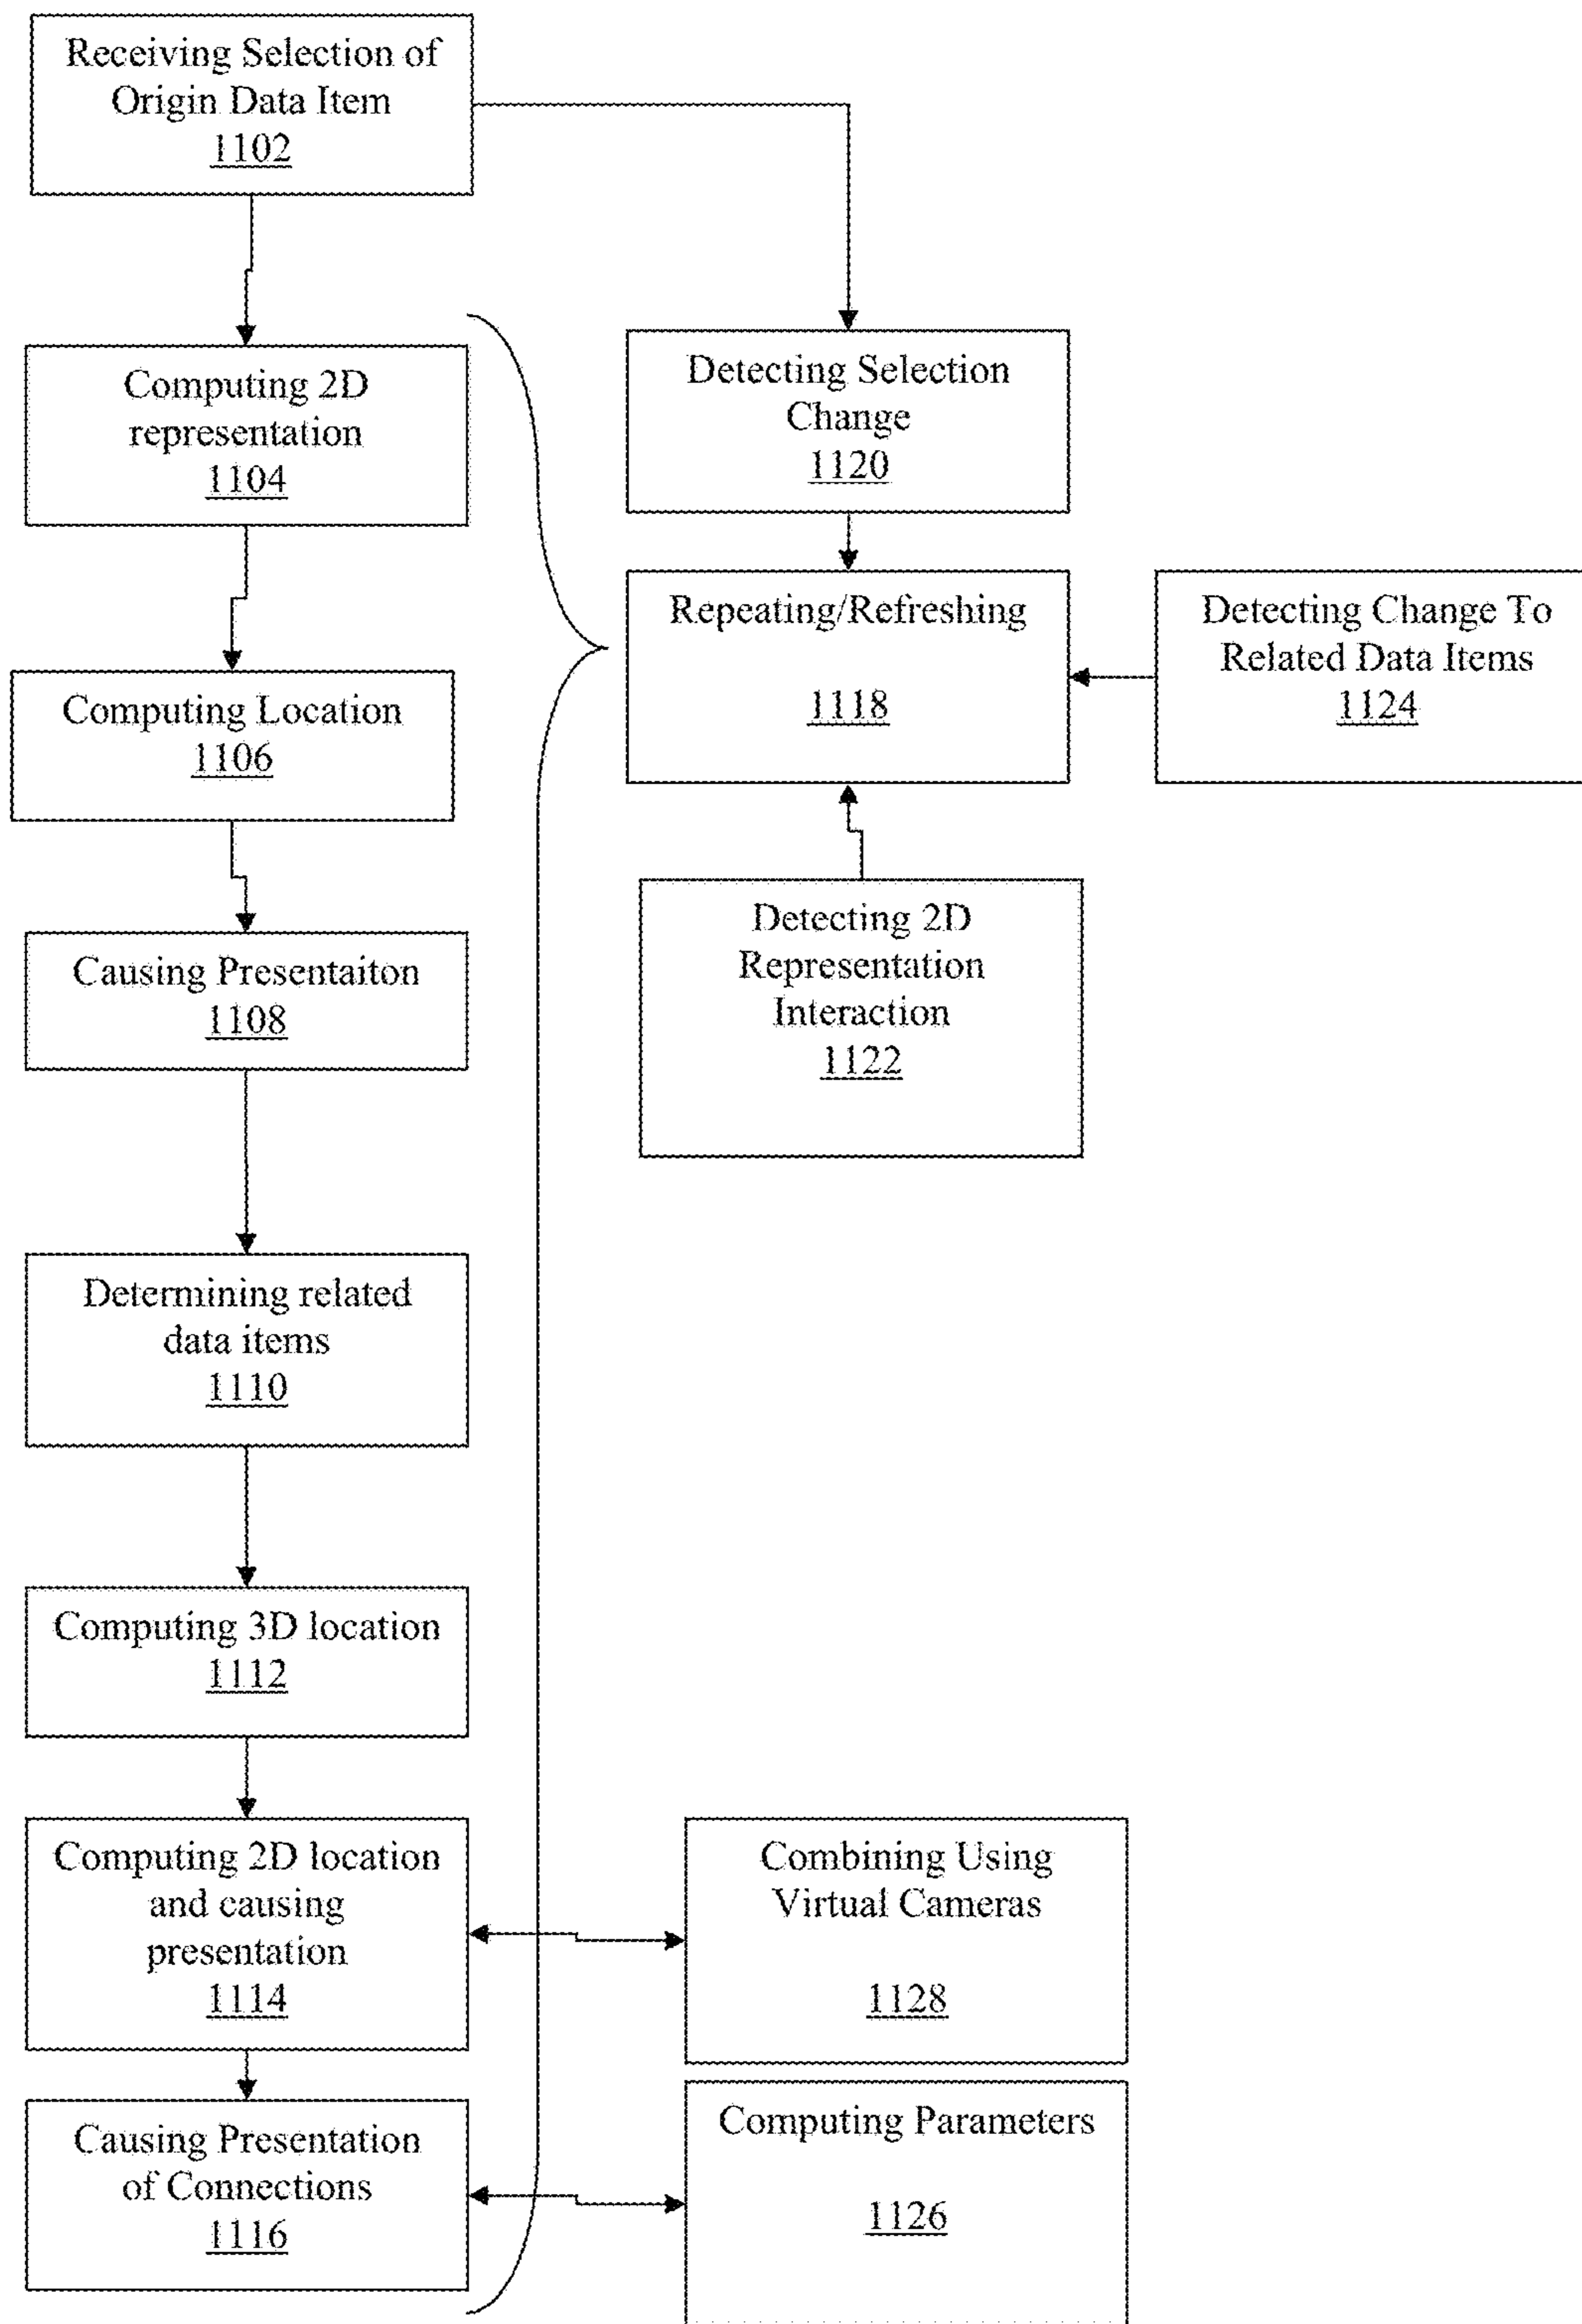 Receiving Selection of
Origin Data Item
1102
Computing 2D
representation
1104
Computing Location
1106
Causing Presentaiton
1108
Determining related
data items
1110
Computing 3D location
1112
Computing 2D location
and causing
presentation
1114
Causing Presentation
of Connections
1116
Detecting Selection
Change
1120
Repeating/Refreshing
1118
Detecting Change To
Related Data Items
1124
Detecting 2D
Representation
Interaction
1122
Combining Using
Virtual Cameras
1128
Computing Parameters
1126